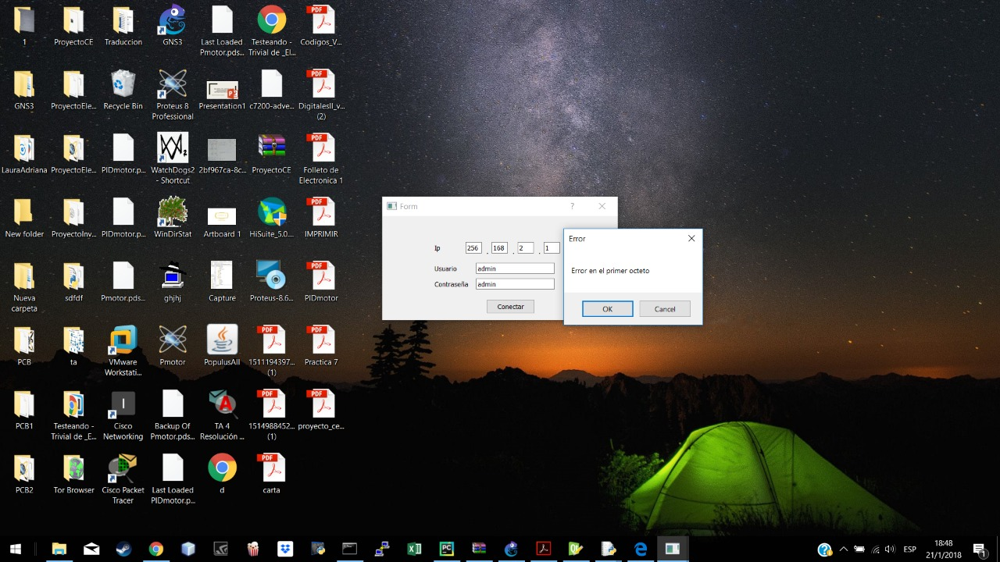 1
ProyectoCE
Traduccion
GNS3
Last Loaded
Pmotor.pds...
Testeando -
Trivial de _El...
Codigos_V...
GNS3
ProyectoEle...
Recycle Bin
Proteus 8
Professional
Presentation1
c7200-adve...
DigitalesII_v...
(2)
LauraAdriana
ProyectoEle...
PIDmotor.p...
WatchDogs2
- Shortcut
2bf967ca-8c...
ProyectoCE
Folleto de
Electronica 1
New folder
ProyectoInv...
PIDmotor.p...
WinDirStat
Artboard 1
HiSuite_5.0....
IMPRIMIR
Nueva
carpeta
sdfdf
Pmotor.pds...
ghjhj
Capture
Proteus-8.6...
PIDmotor
PCB
ta
VMware
Workstati...
Pmotor
PopulusAll
1511194397...
(1)
Practica 7
PCB1
Testeando -
Trivial de _E...
Cisco
Networking
Backup Of
Pmotor.pds...
TA 4
Resolución ...
1514988452...
(1)
proyecto_ce...
PCB2
Tor Browser
Cisco Packet
Tracer
Last Loaded
PIDmotor.p...
d
carta
Form
?
Ip
256 . 168 . 2 . 1
Usuario
admin
Contraseña
admin
Conectar
Error
Error en el primer octeto
OK
Cancel
ESP
18:48
21/1/2018